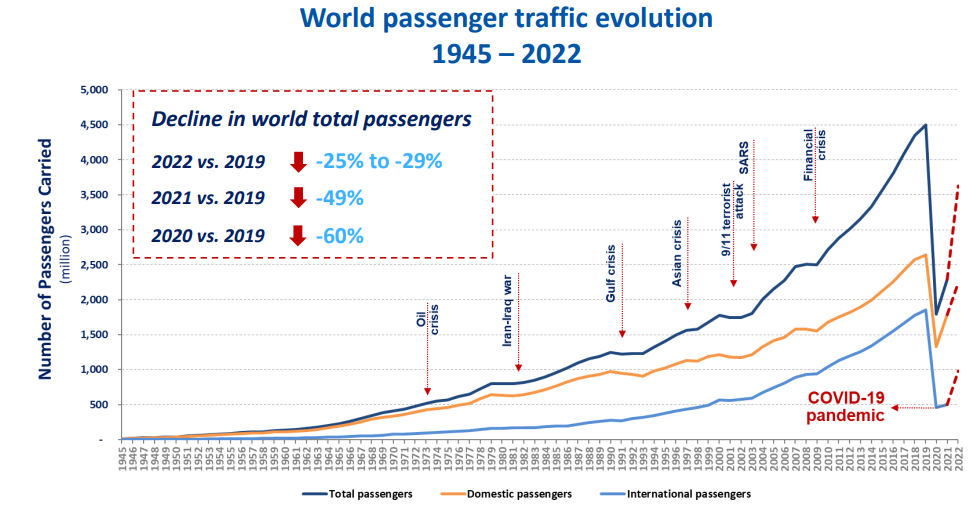 World passenger traffic evolution
1945 – 2022
Number of Passengers Carried
(million)
5,000
4,500
4,000
3,500
3,000
2,500
2,000
1,500
1,000
500
-
Decline in world total passengers
2022 vs. 2019 -25% to -29%
2021 vs. 2019 -49%
2020 vs. 2019 -60%
Oil
crisis
Iran-Iraq war
Gulf crisis
Asian crisis
9/11 terrorist
attack
SARS
Financial
crisis
COVID-19
pandemic
1945 1946 1947 1948 1949 1950 1951 1952 1953 1954 1955 1956 1957 1958 1959 1960 1961 1962 1963 1964 1965 1966 1967 1968 1969 1970 1971 1972 1973 1974 1975 1976 1977 1978 1979 1980 1981 1982 1983 1984 1985 1986 1987 1988 1989 1990 1991 1992 1993 1994 1995 1996 1997 1998 1999 2000 2001 2002 2003 2004 2005 2006 2007 2008 2009 2010 2011 2012 2013 2014 2015 2016 2017 2018 2019 2020 2021 2022
Total passengers Domestic passengers International passengers